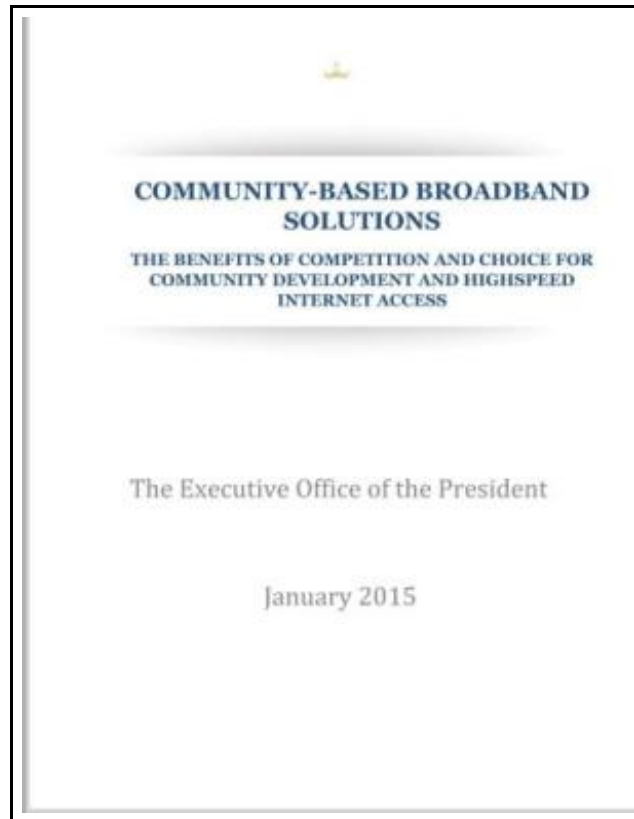 COMMUNITY-BASED BROADBAND
SOLUTIONS
THE BENEFITS OF COMPETITION AND CHOICE FOR
COMMUNITY DEVELOPMENT AND HIGHSPEED
INTERNET ACCESS
The Executive Office of the President
January 2015